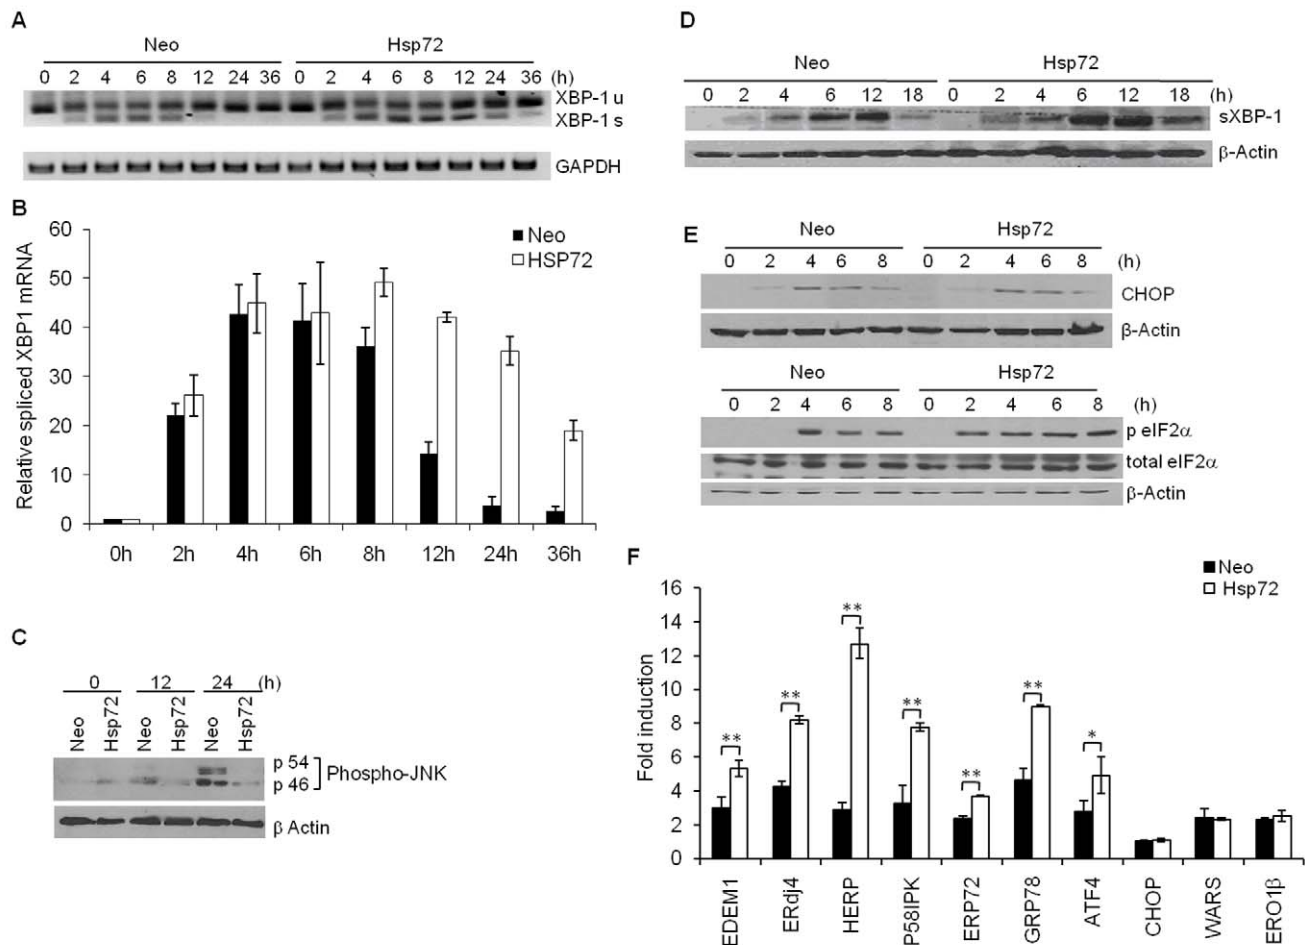 A
Neo Hsp72
0 2 4 6 8 12 24 36 0 2 4 6 8 12 24 36 (h)
XBP-1 u
XBP-1 s
GAPDH
B
Relative spliced XBP1 mRNA
60
50
40
30
20
10
0
Neo
HSP72
0h 2h 4h 6h 8h 12h 24h 36h
C
0 12 24 (h)
Neo Hsp72 Neo Hsp72 Neo Hsp72
p 54
p 46
Phospho-JNK
β Actin
D
Neo Hsp72
0 2 4 6 12 18 0 2 4 6 12 18 (h)
sXBP-1
β-Actin
E
Neo Hsp72
0 2 4 6 8 0 2 4 6 8 (h)
CHOP
β-Actin
Neo Hsp72
0 2 4 6 8 0 2 4 6 8 (h)
p eIF2α
total eIF2α
β-Actin
F
Neo
Hsp72
Fold induction
16
14
12
10
8
6
4
2
0
** ** ** ** ** ** *
EDEM1 ERdj4 HERP P58IPK ERP72 GRP78 ATF4 CHOP WARS ERO1β